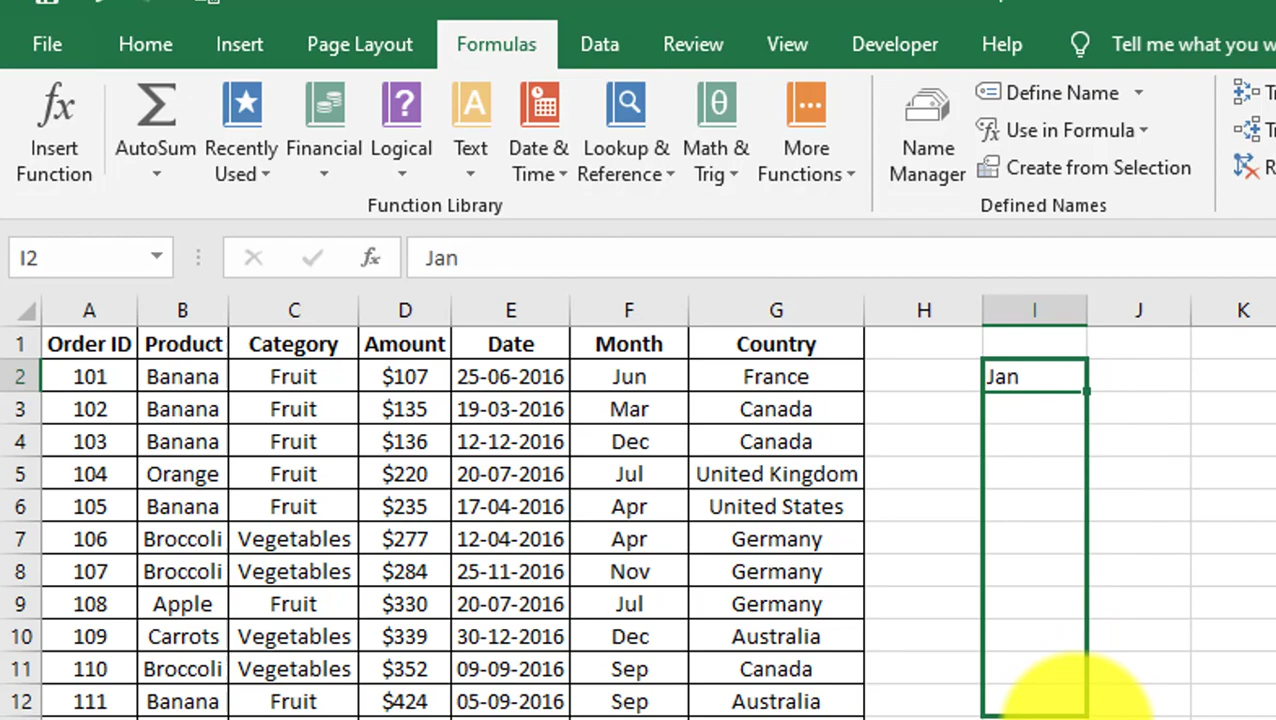 File Home Insert Page Layout Formulas Data Review View Developer Help Tell me what you w
fx Insert Function
AutoSum
Recently Used
Financial
Logical
Text
Date & Time
Lookup & Reference
Math & Trig
More Functions
Function Library
Name Manager
Define Name
Use in Formula
Create from Selection
Defined Names
I2 fx Jan
A B C D E F G H I J K
1 Order ID Product Category Amount Date Month Country
2 101 Banana Fruit $107 25-06-2016 Jun France Jan
3 102 Banana Fruit $135 19-03-2016 Mar Canada
4 103 Banana Fruit $136 12-12-2016 Dec Canada
5 104 Orange Fruit $220 20-07-2016 Jul United Kingdom
6 105 Banana Fruit $235 17-04-2016 Apr United States
7 106 Broccoli Vegetables $277 12-04-2016 Apr Germany
8 107 Broccoli Vegetables $284 25-11-2016 Nov Germany
9 108 Apple Fruit $330 20-07-2016 Jul Germany
10 109 Carrots Vegetables $339 30-12-2016 Dec Australia
11 110 Broccoli Vegetables $352 09-09-2016 Sep Canada
12 111 Banana Fruit $424 05-09-2016 Sep Australia